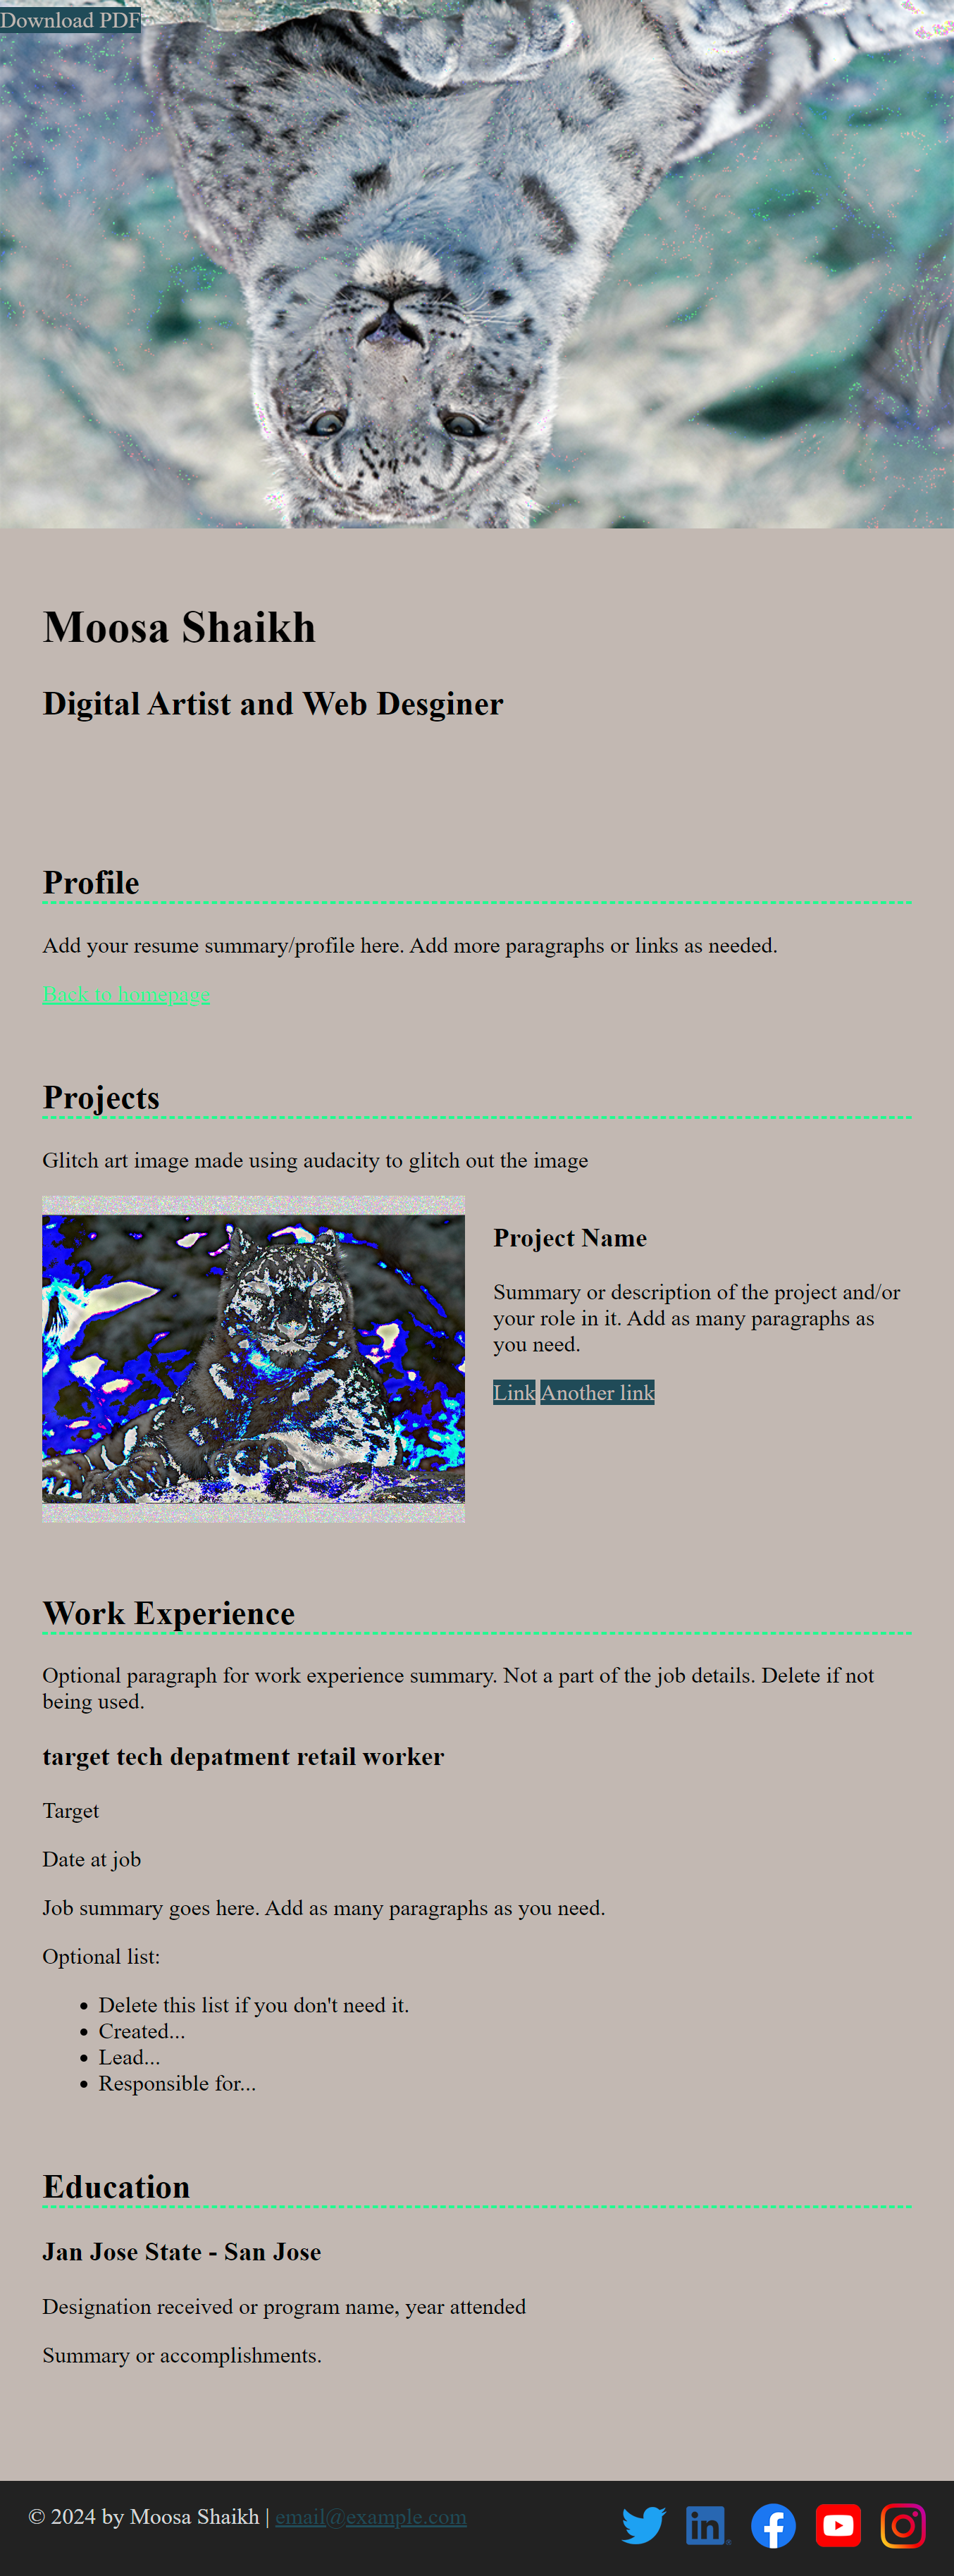 Download PDF
Moosa Shaikh
Digital Artist and Web Desginer
Profile
Add your resume summary/profile here. Add more paragraphs or links as needed.
Back to homepage
Projects
Glitch art image made using audacity to glitch out the image
Project Name
Summary or description of the project and/or
your role in it. Add as many paragraphs as
you need.
Link Another link
Work Experience
Optional paragraph for work experience summary. Not a part of the job details. Delete if not
being used.
target tech depatment retail worker
Target
Date at job
Job summary goes here. Add as many paragraphs as you need.
Optional list:
• Delete this list if you don't need it.
• Created...
• Lead...
• Responsible for...
Education
Jan Jose State - San Jose
Designation received or program name, year attended
Summary or accomplishments.
© 2024 by Moosa Shaikh | email@example.com
in